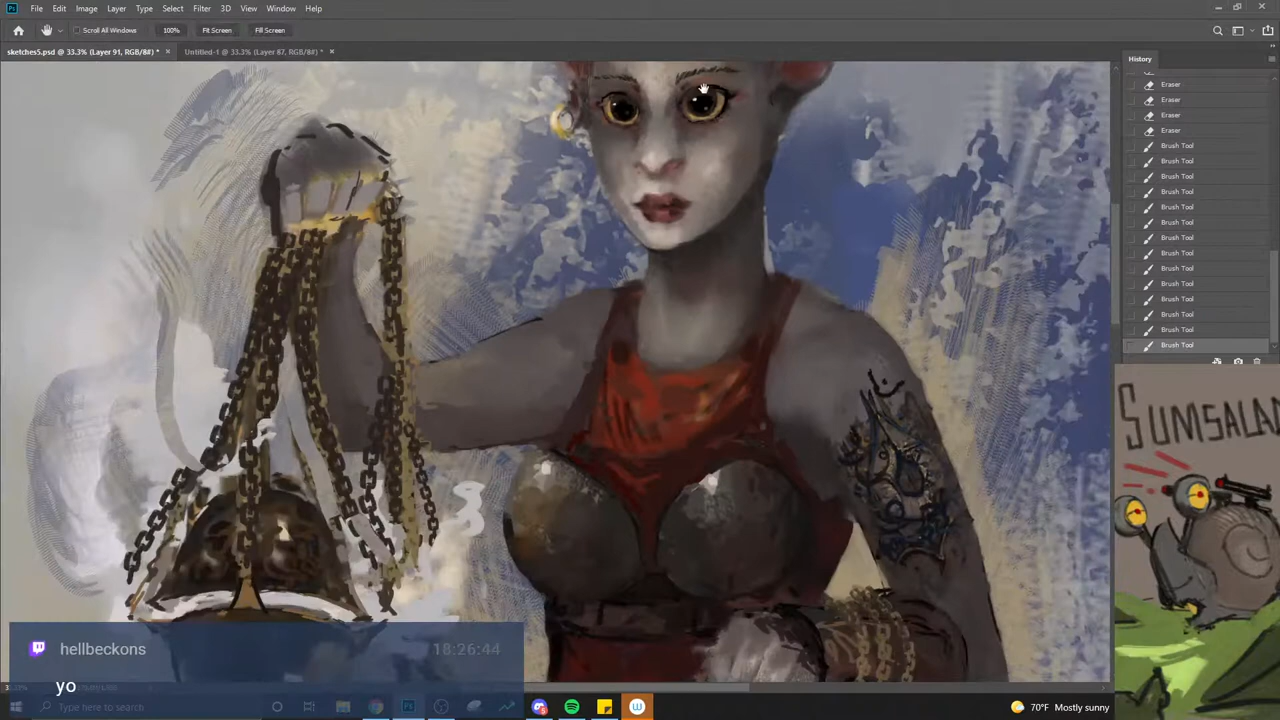 File Edit Image Layer Type Select Filter 3D View Window Help
Scroll All Windows 100% Fit Screen Fill Screen
sketches5.psd @ 33.3% (Layer 91, RGB/8#) * × Untitled-1 @ 33.3% (Layer 87, RGB/8#) * ×
History
Eraser
Eraser
Eraser
Eraser
Brush Tool
Brush Tool
Brush Tool
Brush Tool
Brush Tool
Brush Tool
Brush Tool
Brush Tool
Brush Tool
Brush Tool
Brush Tool
Brush Tool
Brush Tool
Brush Tool
SUMSALAD
hellbeckons 18:26:44
yo
Type here to search
70°F Mostly sunny